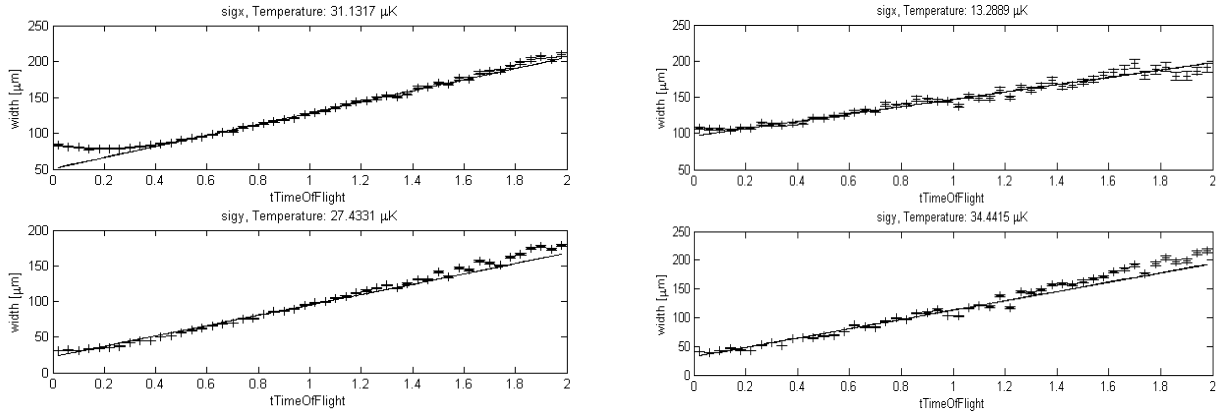 sigx, Temperature: 31.1317 µK
250
200
150
100
50
width [µm]
0 0.2 0.4 0.6 0.8 1 1.2 1.4 1.6 1.8 2
tTimeOfFlight
sigy, Temperature: 27.4331 µK
200
150
100
50
0
width [µm]
0 0.2 0.4 0.6 0.8 1 1.2 1.4 1.6 1.8 2
tTimeOfFlight
sigx, Temperature: 13.2889 µK
250
200
150
100
50
width [µm]
0 0.2 0.4 0.6 0.8 1 1.2 1.4 1.6 1.8 2
tTimeOfFlight
sigy, Temperature: 34.4415 µK
250
200
150
100
50
0
width [µm]
0 0.2 0.4 0.6 0.8 1 1.2 1.4 1.6 1.8 2
tTimeOfFlight